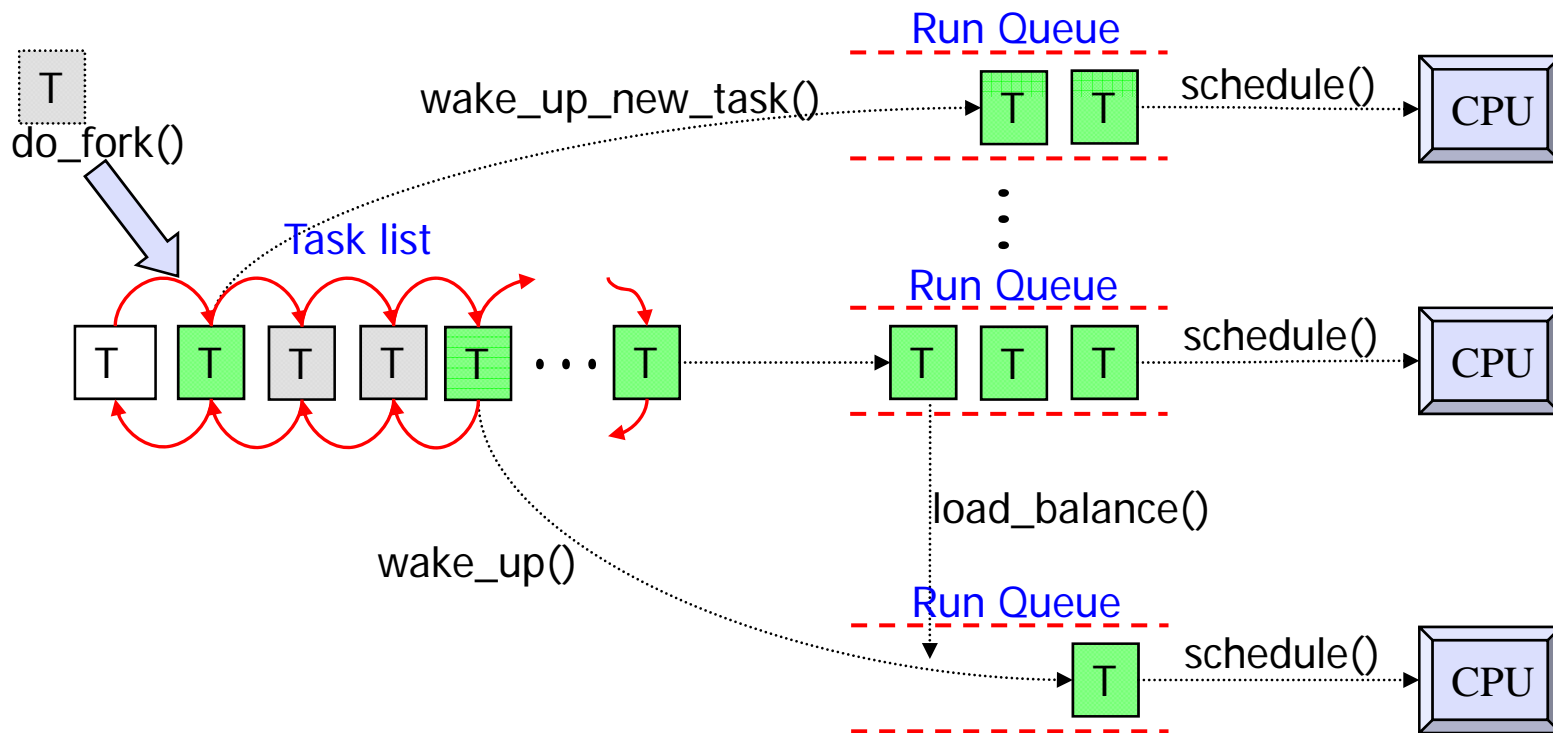 Run Queue
T
T T
schedule()
CPU
wake_up_new_task()
do_fork()
Task list
Run Queue
T T T T T • • • T
T T T
schedule()
CPU
load_balance()
wake_up()
Run Queue
T
schedule()
CPU